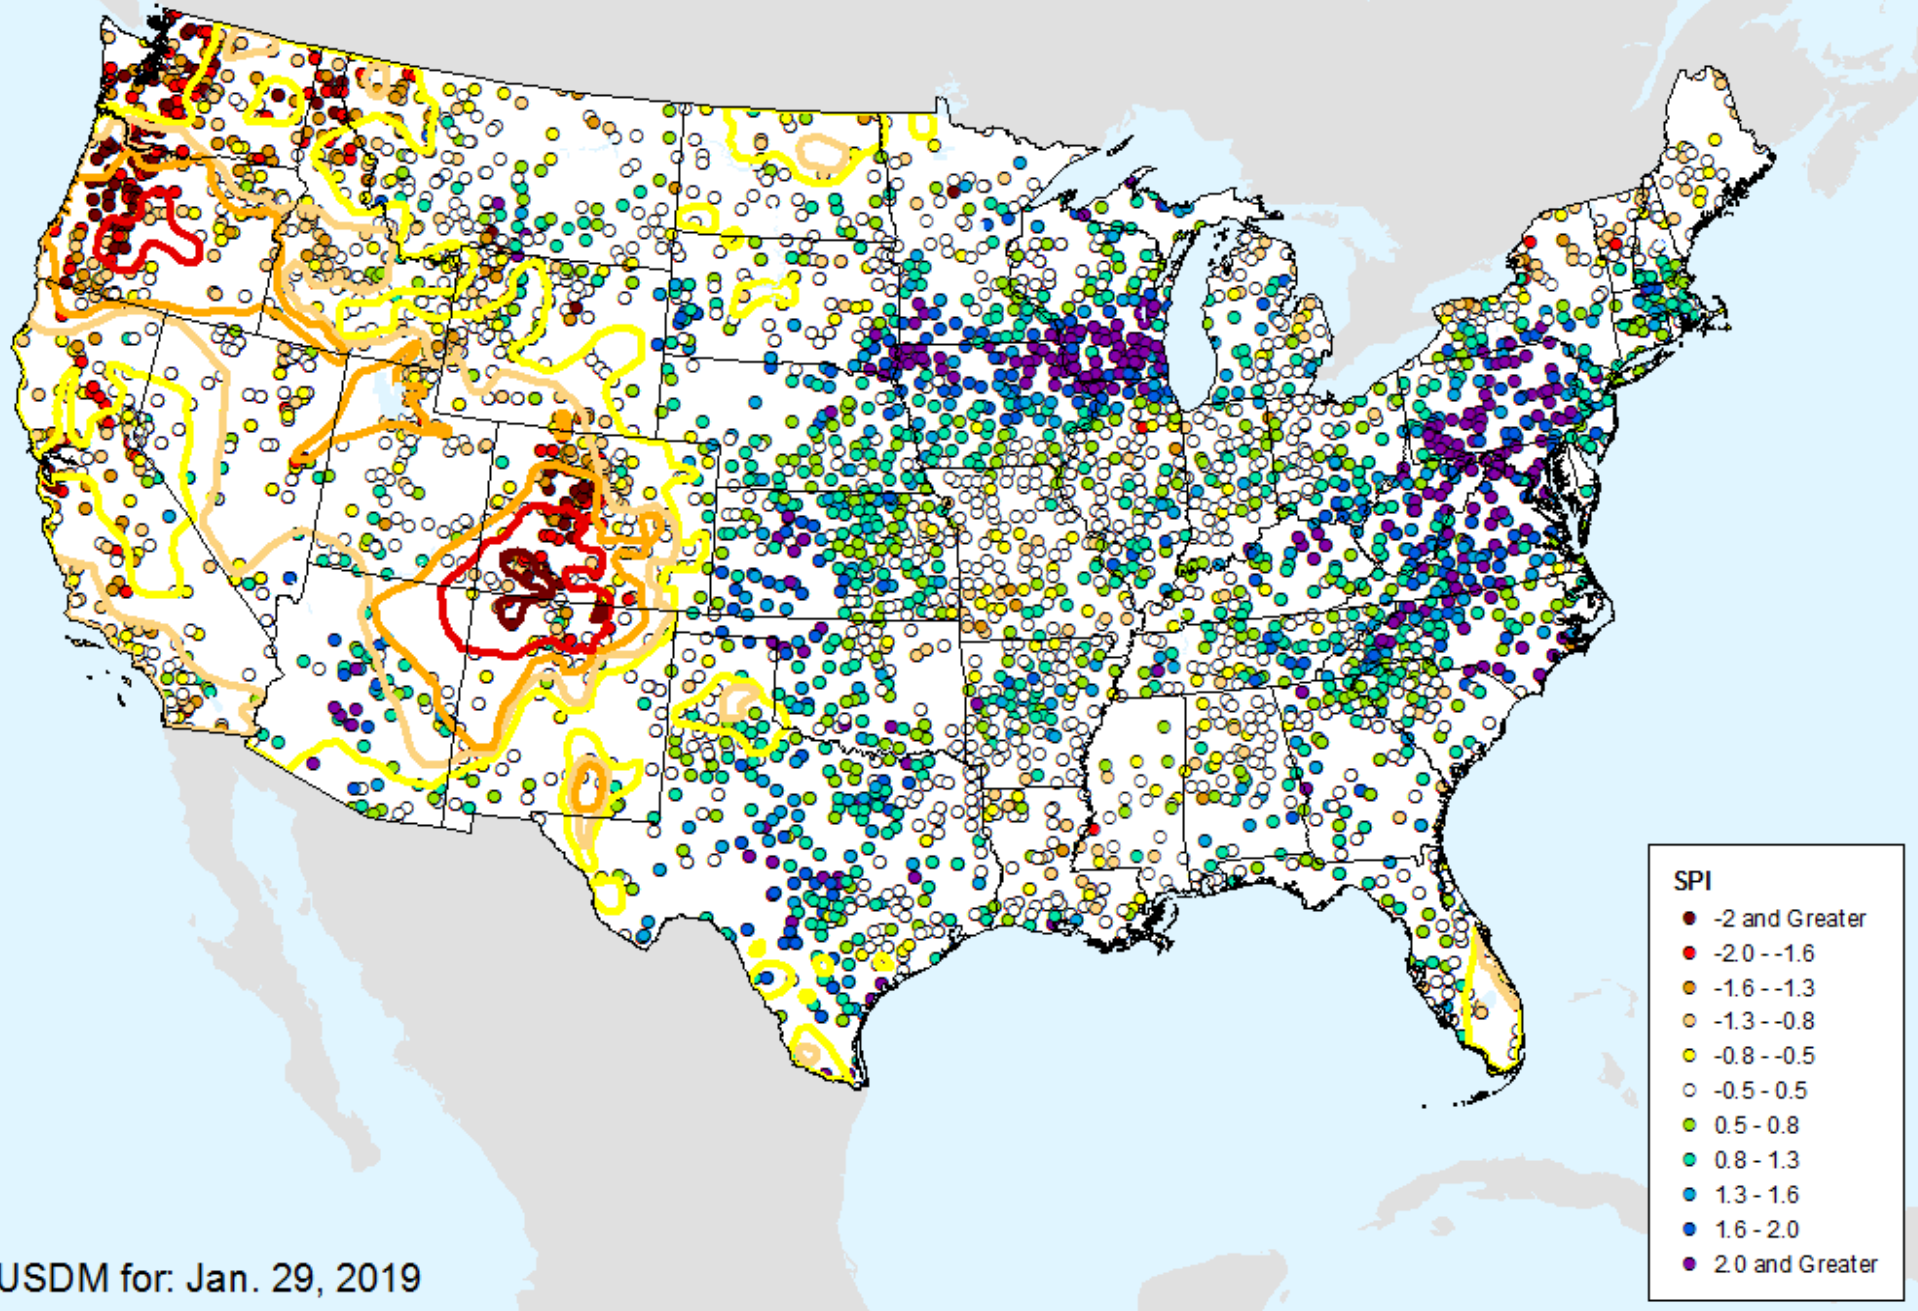 SPI
-2 and Greater
-2.0 - -1.6
-1.6 - -1.3
-1.3 - -0.8
-0.8 - -0.5
-0.5 - 0.5
0.5 - 0.8
0.8 - 1.3
1.3 - 1.6
1.6 - 2.0
2.0 and Greater
USDM for: Jan. 29, 2019